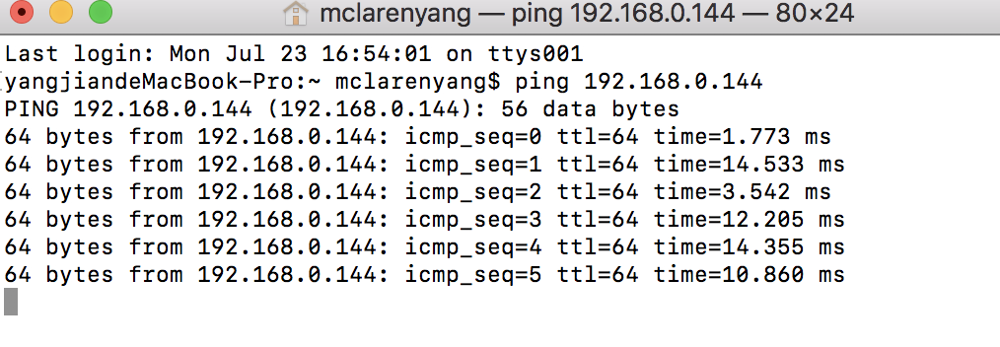 mclarenyang — ping 192.168.0.144 — 80×24
Last login: Mon Jul 23 16:54:01 on ttys001
[yangjiandeMacBook-Pro:~ mclarenyang$ ping 192.168.0.144
PING 192.168.0.144 (192.168.0.144): 56 data bytes
64 bytes from 192.168.0.144: icmp_seq=0 ttl=64 time=1.773 ms
64 bytes from 192.168.0.144: icmp_seq=1 ttl=64 time=14.533 ms
64 bytes from 192.168.0.144: icmp_seq=2 ttl=64 time=3.542 ms
64 bytes from 192.168.0.144: icmp_seq=3 ttl=64 time=12.205 ms
64 bytes from 192.168.0.144: icmp_seq=4 ttl=64 time=14.355 ms
64 bytes from 192.168.0.144: icmp_seq=5 ttl=64 time=10.860 ms